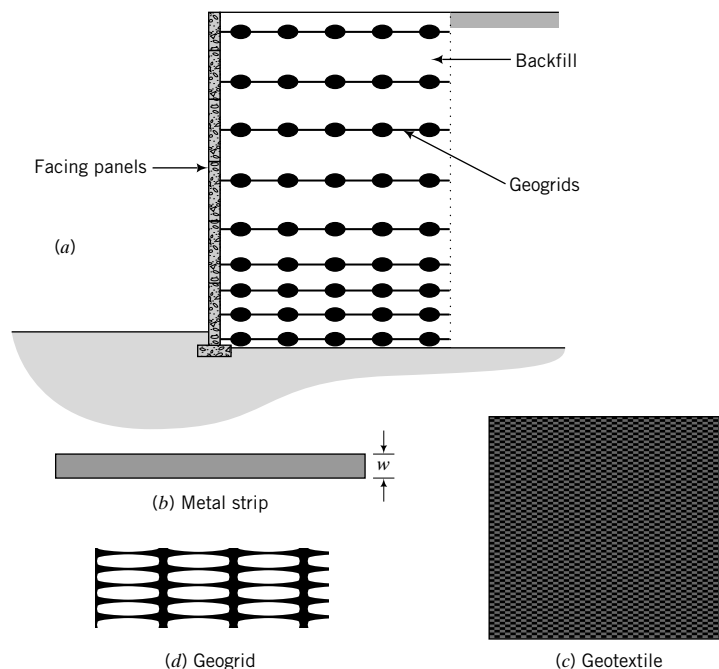 Backfill
Facing panels
Geogrids
(a)
w
(b) Metal strip
(d) Geogrid
(c) Geotextile